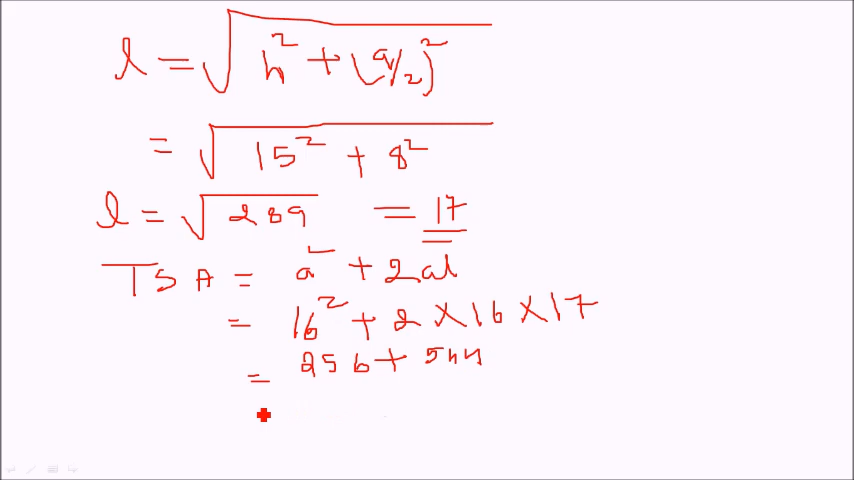 l = √h² + (a/2)²
= √15² + 8²
l = √289 = 17
TSA = a² + 2al
= 16² + 2 × 16 × 17
= 256 + 544